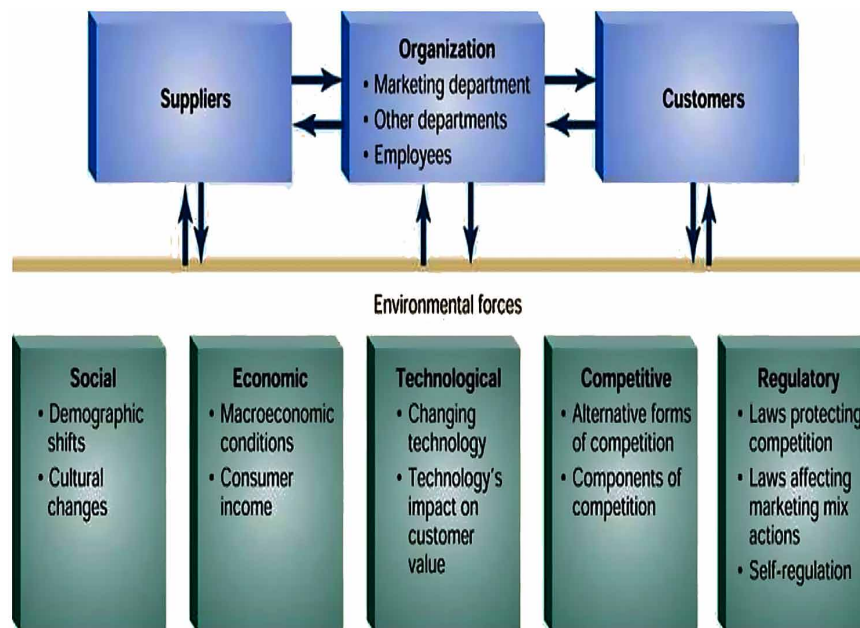 Suppliers
Organization
• Marketing department
• Other departments
• Employees
Customers
Environmental forces
Social
• Demographic
shifts
• Cultural
changes
Economic
• Macroeconomic
conditions
• Consumer
income
Technological
• Changing
technology
• Technology's
impact on
customer
value
Competitive
• Alternative forms
of competition
• Components of
competition
Regulatory
• Laws protecting
competition
• Laws affecting
marketing mix
actions
• Self-regulation